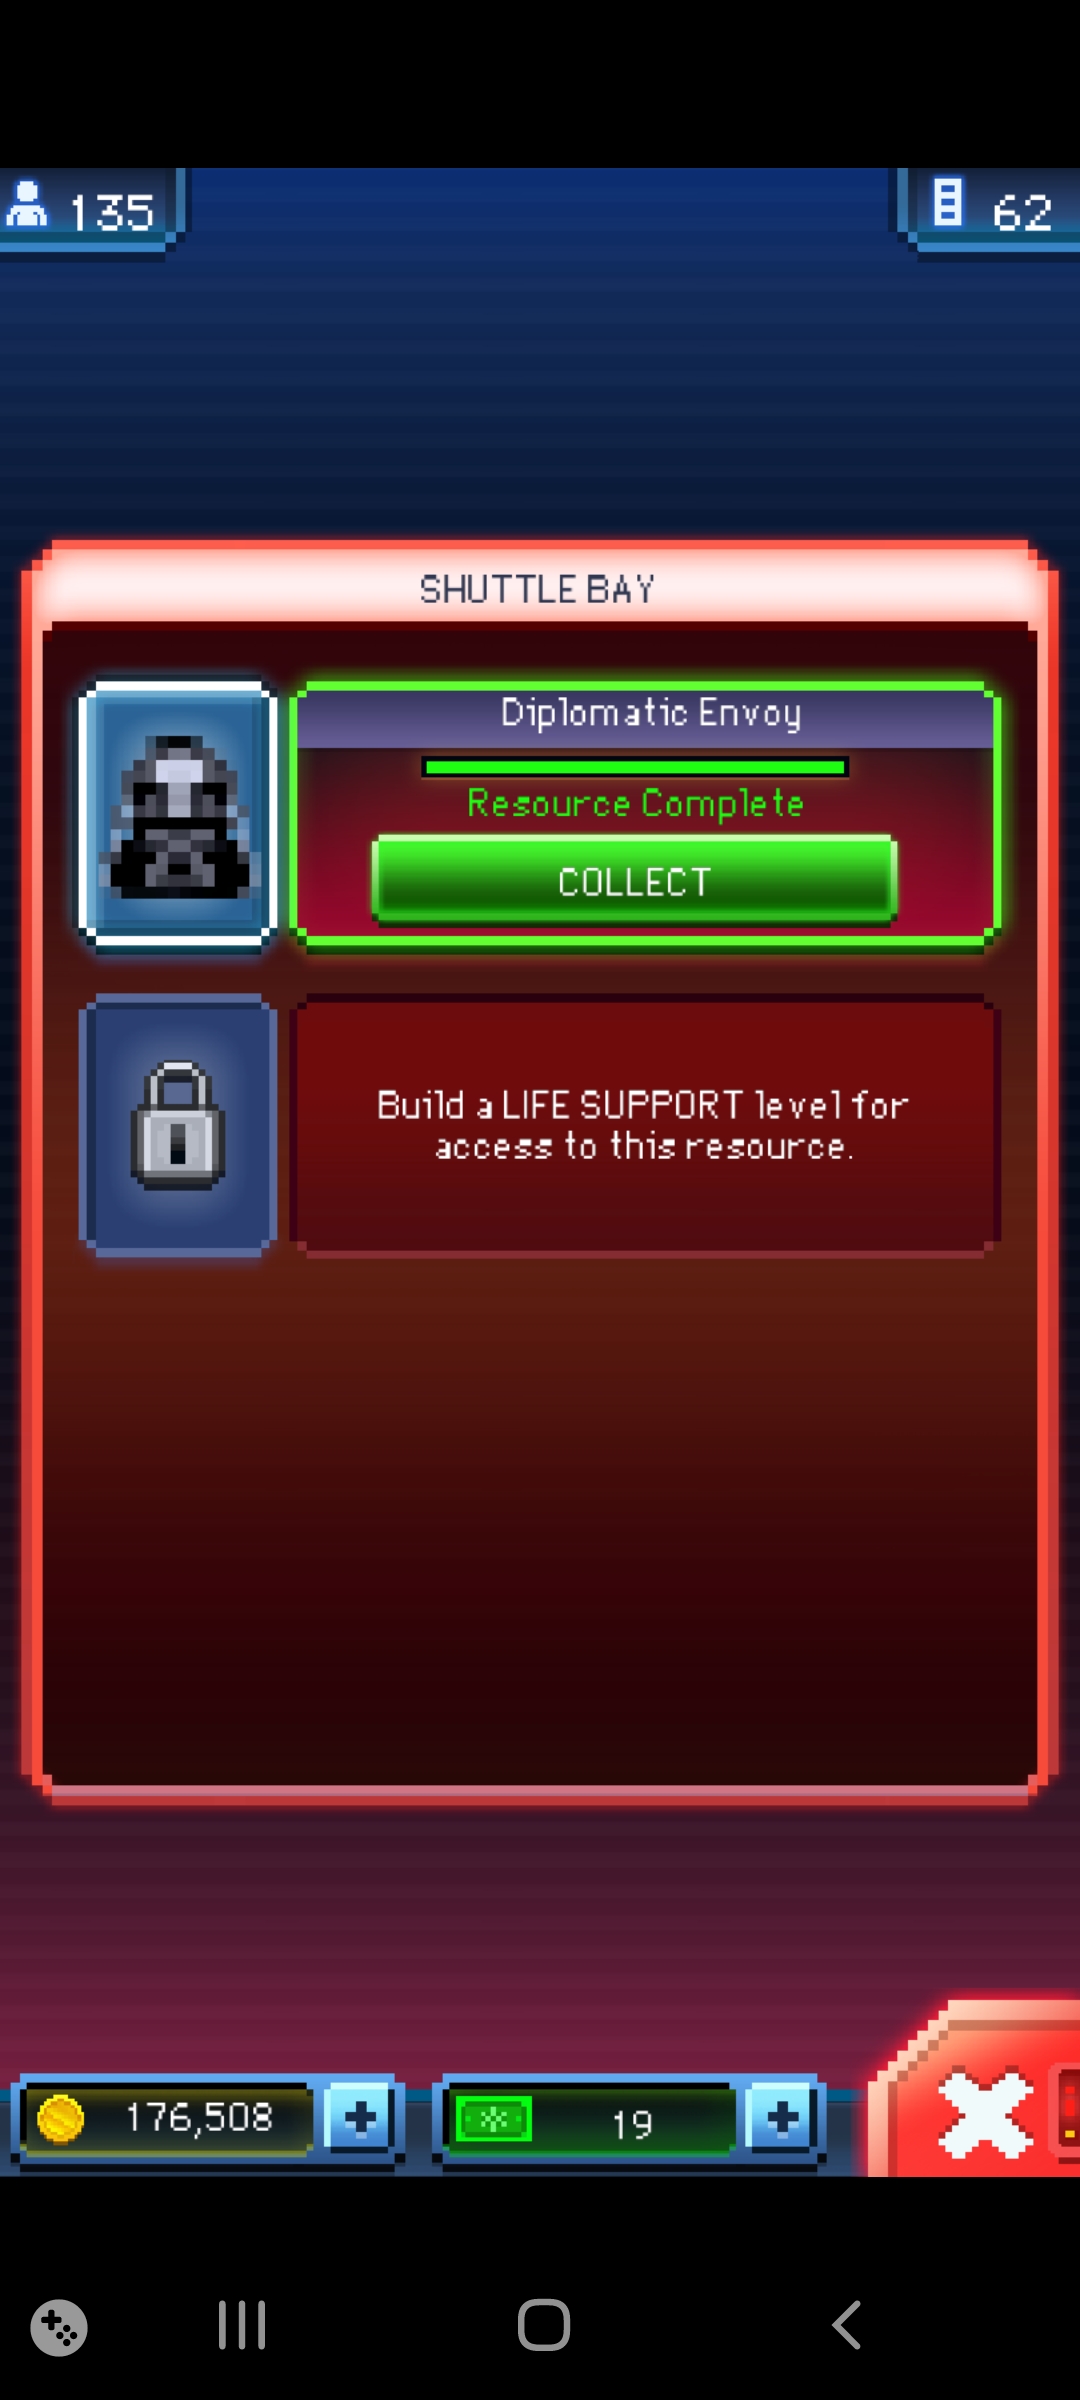 135
62
SHUTTLE BAY
Diplomatic Envoy
Resource Complete
COLLECT
Build a LIFE SUPPORT level for
access to this resource.
176,508
19